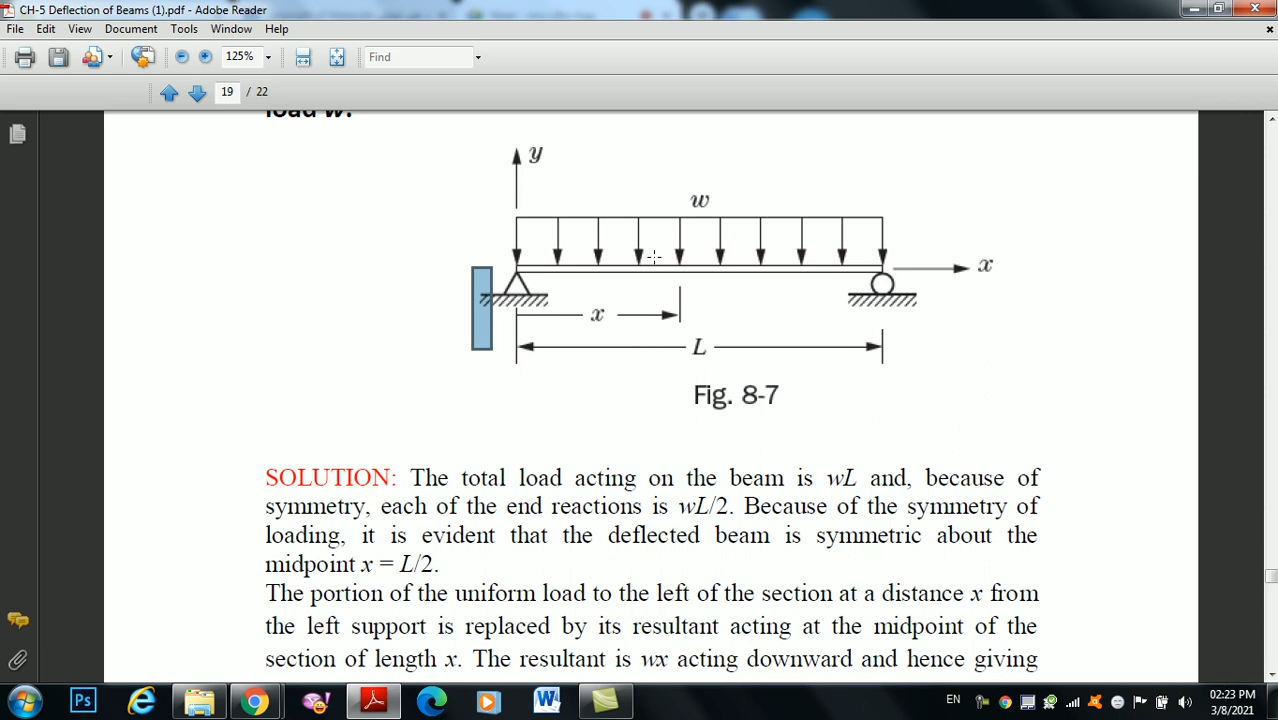 CH-5 Deflection of Beams (1).pdf - Adobe Reader
File Edit View Document Tools Window Help
125% Find
19 / 22
load w.
y
w
x
x
L
Fig. 8-7
SOLUTION: The total load acting on the beam is wL and, because of
symmetry, each of the end reactions is wL/2. Because of the symmetry of
loading, it is evident that the deflected beam is symmetric about the
midpoint x = L/2.
The portion of the uniform load to the left of the section at a distance x from
the left support is replaced by its resultant acting at the midpoint of the
section of length x. The resultant is wx acting downward and hence giving
Ps
EN
02:23 PM
3/8/2021